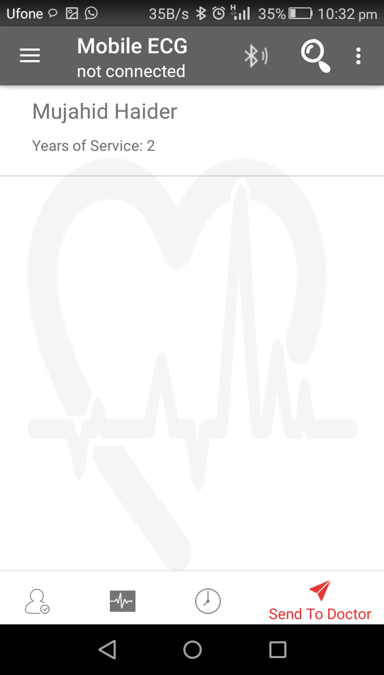 Ufone 35B/s H 35% 10:32 pm
Mobile ECG
not connected
Mujahid Haider
Years of Service: 2
Send To Doctor